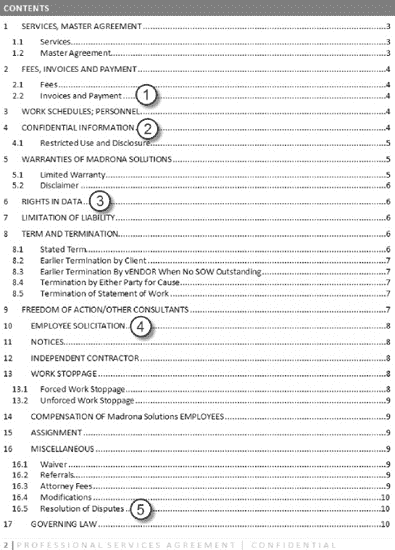 CONTENTS
1 SERVICES, MASTER AGREEMENT 3
1.1 Services 3
1.2 Master Agreement 3
2 FEES, INVOICES AND PAYMENT 4
2.1 Fees 4
2.2 Invoices and Payment 1 4
3 WORK SCHEDULES; PERSONNEL 4
4 CONFIDENTIAL INFORMATION 2 4
4.1 Restricted Use and Disclosure 5
5 WARRANTIES OF MADRONA SOLUTIONS 5
5.1 Limited Warranty 5
5.2 Disclaimer 6
6 RIGHTS IN DATA 3 6
7 LIMITATION OF LIABILITY 6
8 TERM AND TERMINATION 6
8.1 Stated Term 6
8.2 Earlier Termination by Client 7
8.3 Earlier Termination By vENDOR When No SOW Outstanding 7
8.4 Termination by Either Party for Cause 7
8.5 Termination of Statement of Work 7
9 FREEDOM OF ACTION/OTHER CONSULTANTS 7
10 EMPLOYEE SOLICITATION 4 8
11 NOTICES 8
12 INDEPENDENT CONTRACTOR 8
13 WORK STOPPAGE 8
13.1 Forced Work Stoppage 8
13.2 Unforced Work Stoppage 9
14 COMPENSATION OF Madrona Solutions EMPLOYEES 9
15 ASSIGNMENT 9
16 MISCELLANEOUS 9
16.1 Waiver 9
16.2 Referrals 9
16.3 Attorney Fees 9
16.4 Modifications 10
16.5 Resolution of Disputes 5 10
17 GOVERNING LAW 10
2 | PROFESSIONAL SERVICES AGREEMENT | CONFIDENTIAL